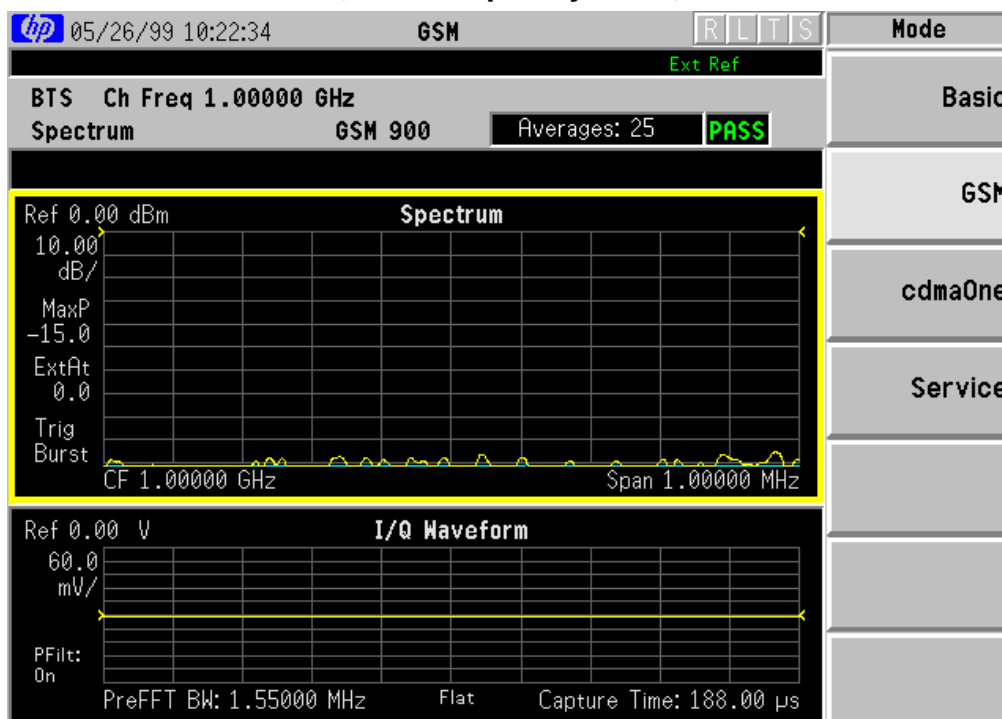 hp 05/26/99 10:22:34 GSM R L T S Mode
Ext Ref
BTS Ch Freq 1.00000 GHz
Spectrum GSM 900 Averages: 25 PASS
Basic
GSM
cdmaOne
Service
Ref 0.00 dBm Spectrum
10.00
dB/
MaxP
-15.0
ExtAt
0.0
Trig
Burst
CF 1.00000 GHz Span 1.00000 MHz
Ref 0.00 V I/Q Waveform
60.0
mV/
PFilt:
On
PreFFT BW: 1.55000 MHz Flat Capture Time: 188.00 µs